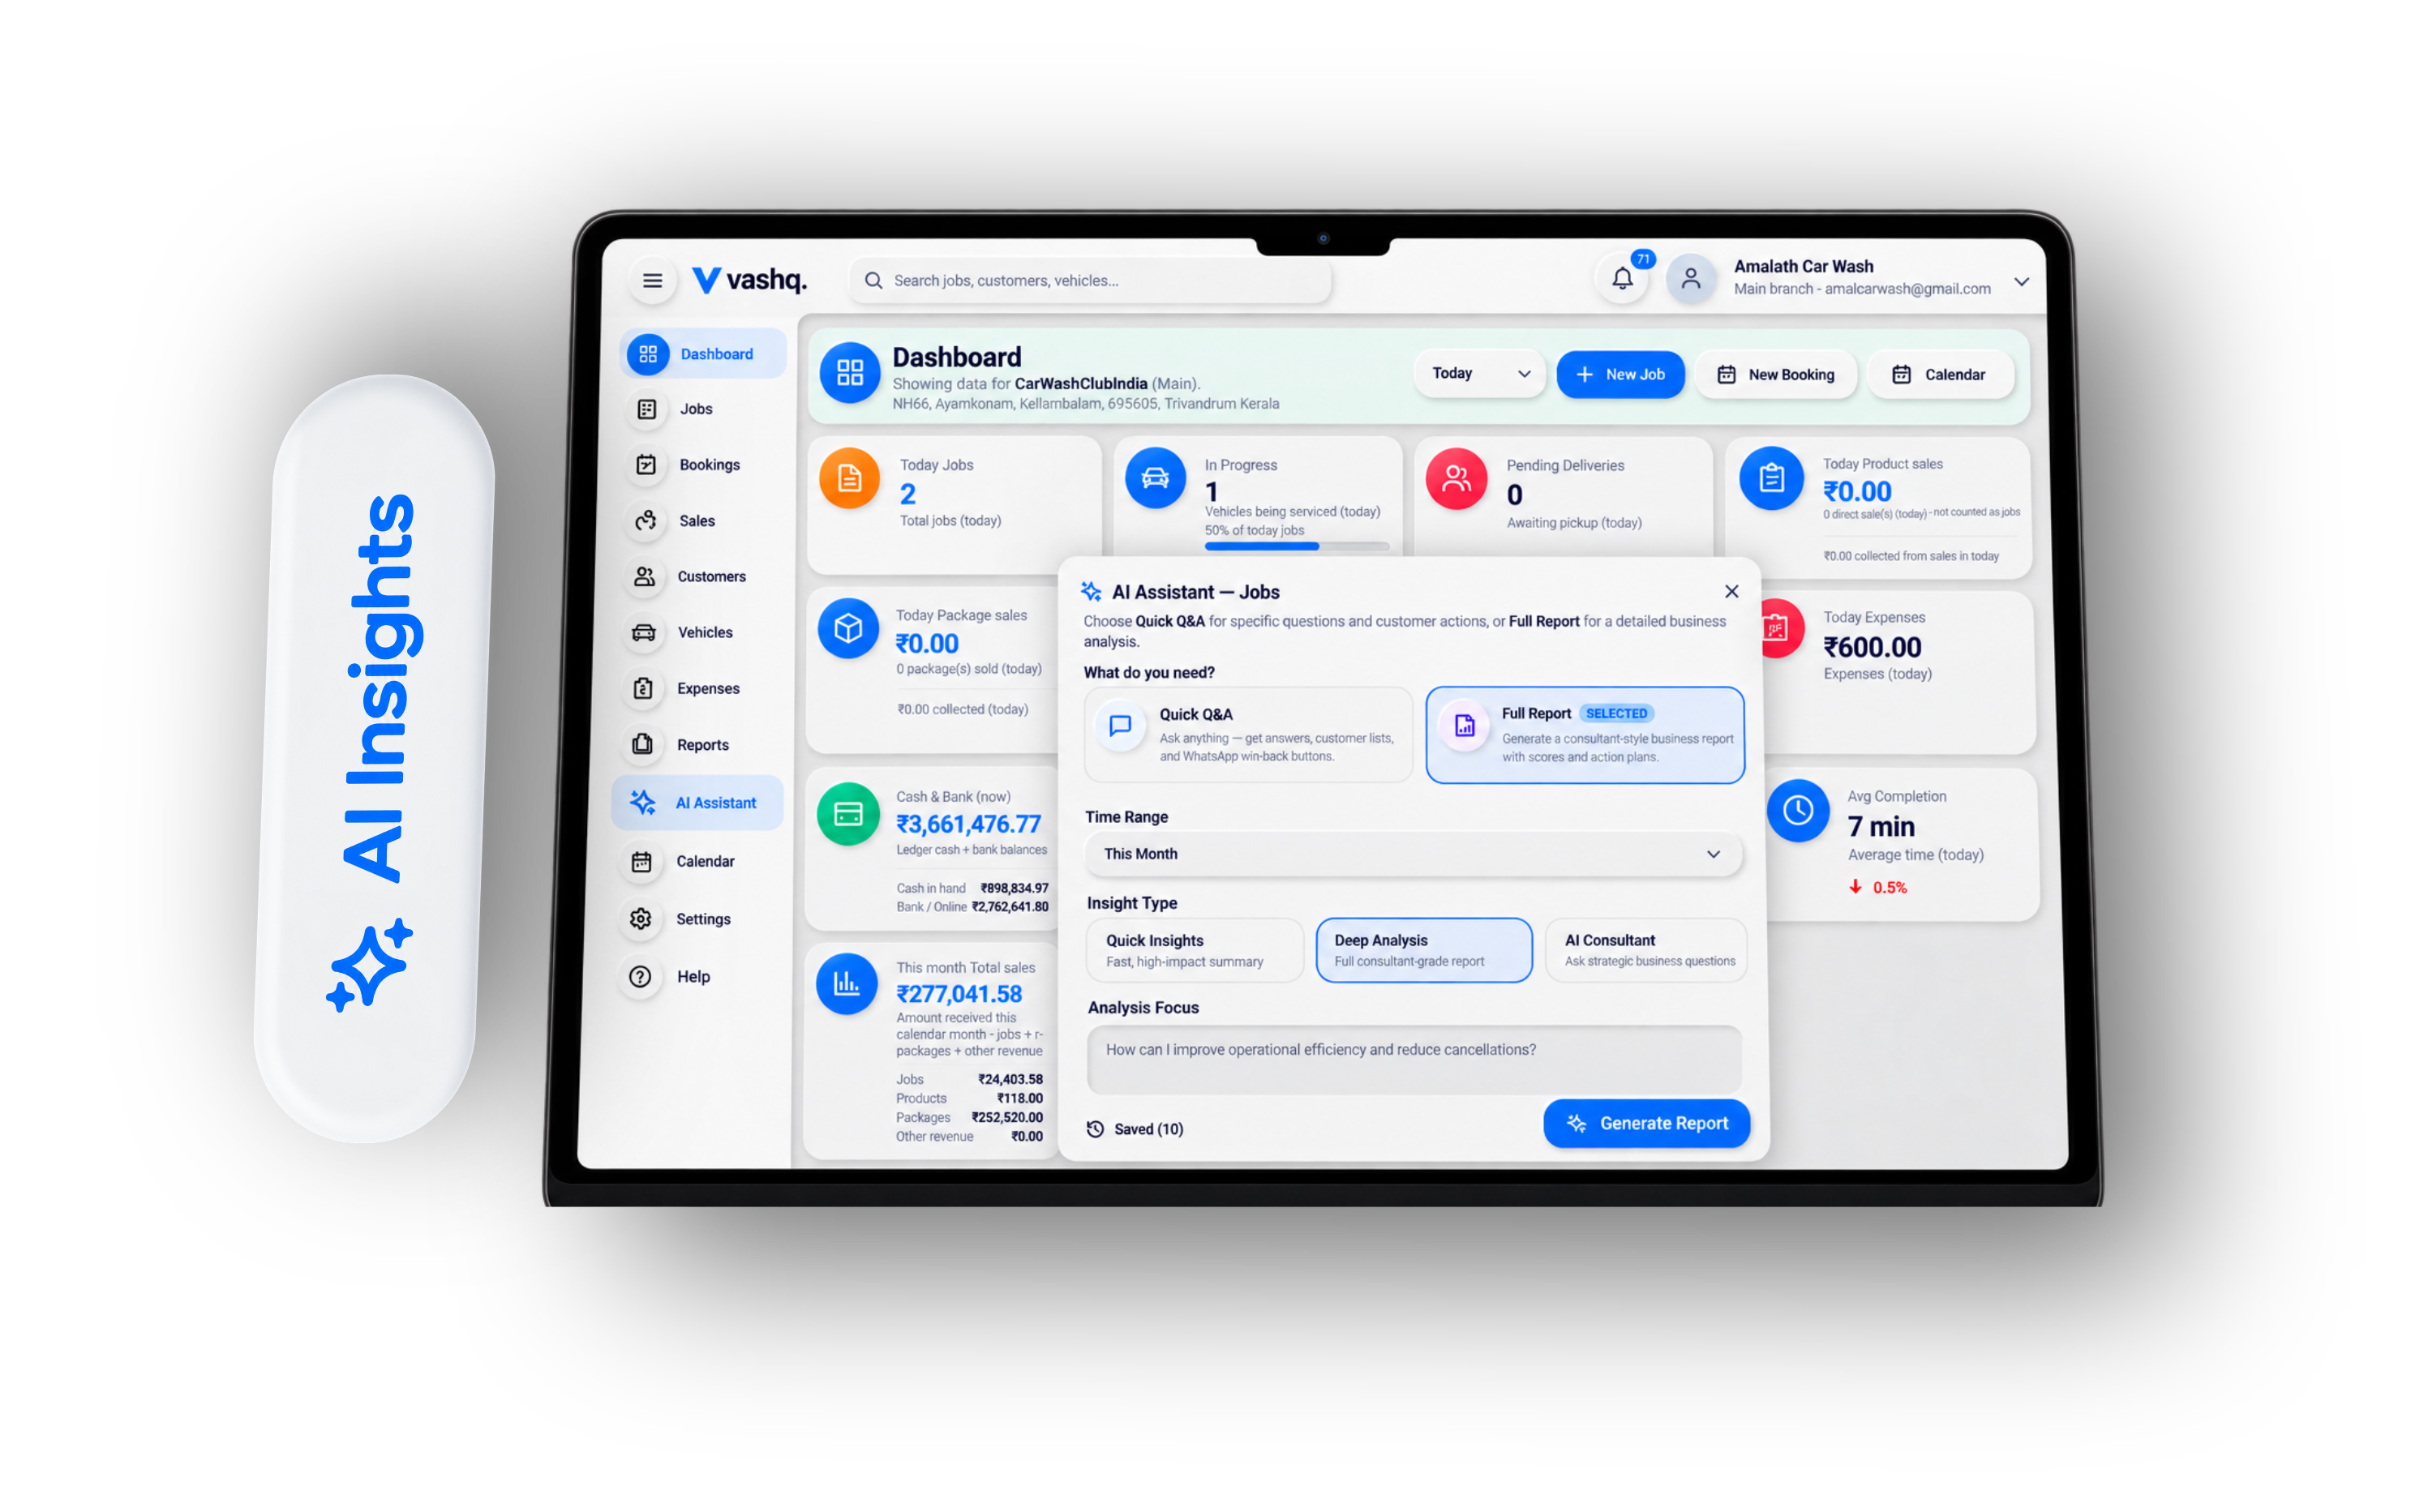 AI Insights
vashq.
Search jobs, customers, vehicles...
71
Amalath Car Wash
Main branch - amalcarwash@gmail.com
Dashboard
Jobs
Bookings
Sales
Customers
Vehicles
Expenses
Reports
AI Assistant
Calendar
Settings
Help
Dashboard
Showing data for CarWashClubIndia (Main).
NH66, Ayamkonam, Kellambalam, 695605, Trivandrum Kerala
Today
New Job
New Booking
Calendar
Today Jobs
2
Total jobs (today)
In Progress
1
Vehicles being serviced (today)
50% of today jobs
Pending Deliveries
0
Awaiting pickup (today)
Today Product sales
₹0.00
0 direct sale(s) (today) - not counted as jobs
₹0.00 collected from sales in today
Today Package sales
₹0.00
0 package(s) sold (today)
₹0.00 collected (today)
Today Expenses
₹600.00
Expenses (today)
Cash & Bank (now)
₹3,661,476.77
Ledger cash + bank balances
Cash in hand ₹898,834.97
Bank / Online ₹2,762,641.80
Avg Completion
7 min
Average time (today)
0.5%
This month Total sales
₹277,041.58
Amount received this
calendar month - jobs + r-
packages + other revenue
Jobs ₹24,403.58
Products ₹118.00
Packages ₹252,520.00
Other revenue ₹0.00
AI Assistant — Jobs
Choose Quick Q&A for specific questions and customer actions, or Full Report for a detailed business
analysis.
What do you need?
Quick Q&A
Ask anything — get answers, customer lists,
and WhatsApp win-back buttons.
Full Report SELECTED
Generate a consultant-style business report
with scores and action plans.
Time Range
This Month
Insight Type
Quick Insights
Fast, high-impact summary
Deep Analysis
Full consultant-grade report
AI Consultant
Ask strategic business questions
Analysis Focus
How can I improve operational efficiency and reduce cancellations?
Saved (10)
Generate Report